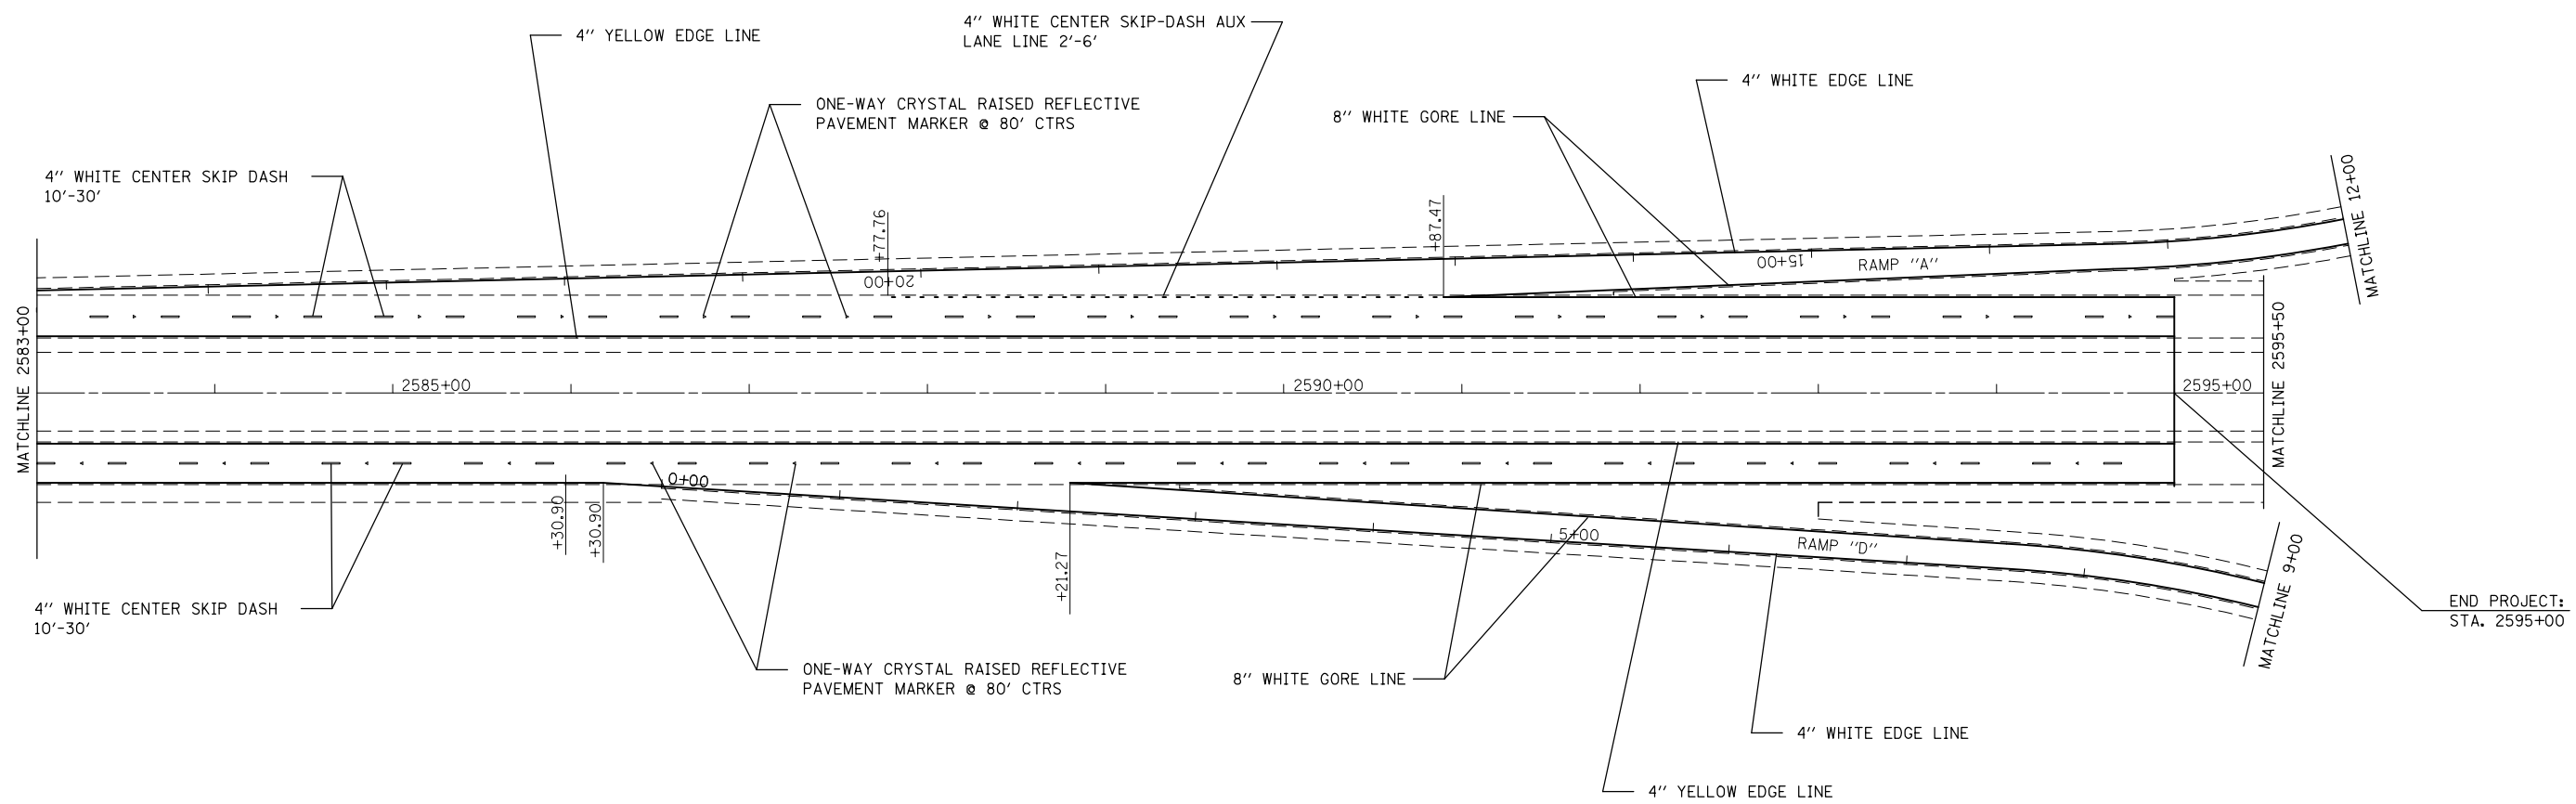 4" YELLOW EDGE LINE
4" WHITE CENTER SKIP-DASH AUX
LANE LINE 2'-6'
4" WHITE EDGE LINE
ONE-WAY CRYSTAL RAISED REFLECTIVE
PAVEMENT MARKER @ 80' CTRS
8" WHITE GORE LINE
4" WHITE CENTER SKIP DASH
10'-30'
+77.76
+87.47
MATCHLINE 12+00
20+00
15+00
RAMP "A"
MATCHLINE 2583+00
2585+00
2590+00
2595+00
MATCHLINE 2595+50
0+00
+30.90
+30.90
+21.27
5+00
RAMP "D"
MATCHLINE 9+00
4" WHITE CENTER SKIP DASH
10'-30'
END PROJECT:
STA. 2595+00
ONE-WAY CRYSTAL RAISED REFLECTIVE
PAVEMENT MARKER @ 80' CTRS
8" WHITE GORE LINE
4" WHITE EDGE LINE
4" YELLOW EDGE LINE